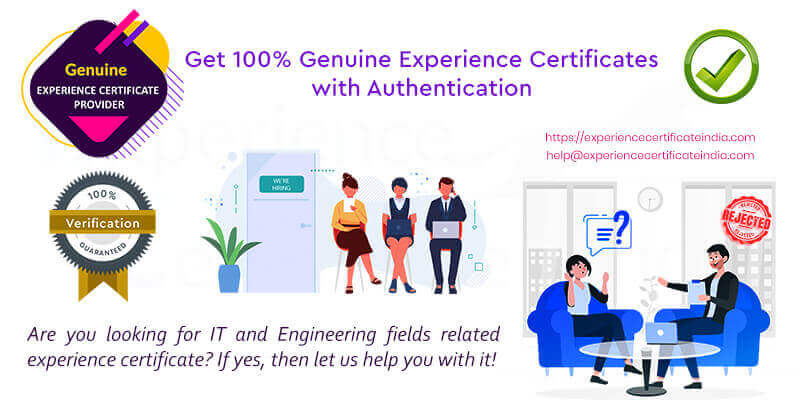 Genuine
EXPERIENCE CERTIFICATE
PROVIDER
Get 100% Genuine Experience Certificates
with Authentication
https://experiencecertificateindia.com
help@experiencecertificateindia.com
100%
Verification
GUARANTEED
WE'RE
HIRING
?
REJECTED
Are you looking for IT and Engineering fields related
experience certificate? If yes, then let us help you with it!